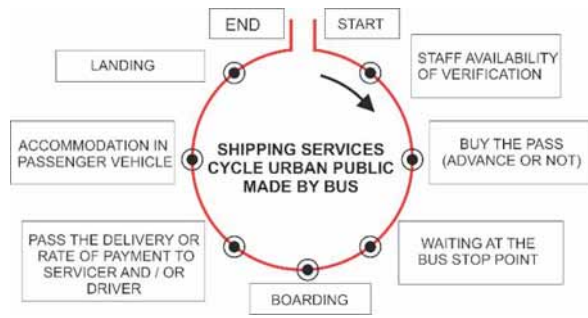 END
START
LANDING
STAFF AVAILABILITY
OF VERIFICATION
ACCOMMODATION IN
PASSENGER VEHICLE
SHIPPING SERVICES
CYCLE URBAN PUBLIC
MADE BY BUS
BUY THE PASS
(ADVANCE OR NOT)
PASS THE DELIVERY OR
RATE OF PAYMENT TO
SERVICER AND / OR
DRIVER
WAITING AT THE
BUS STOP POINT
BOARDING